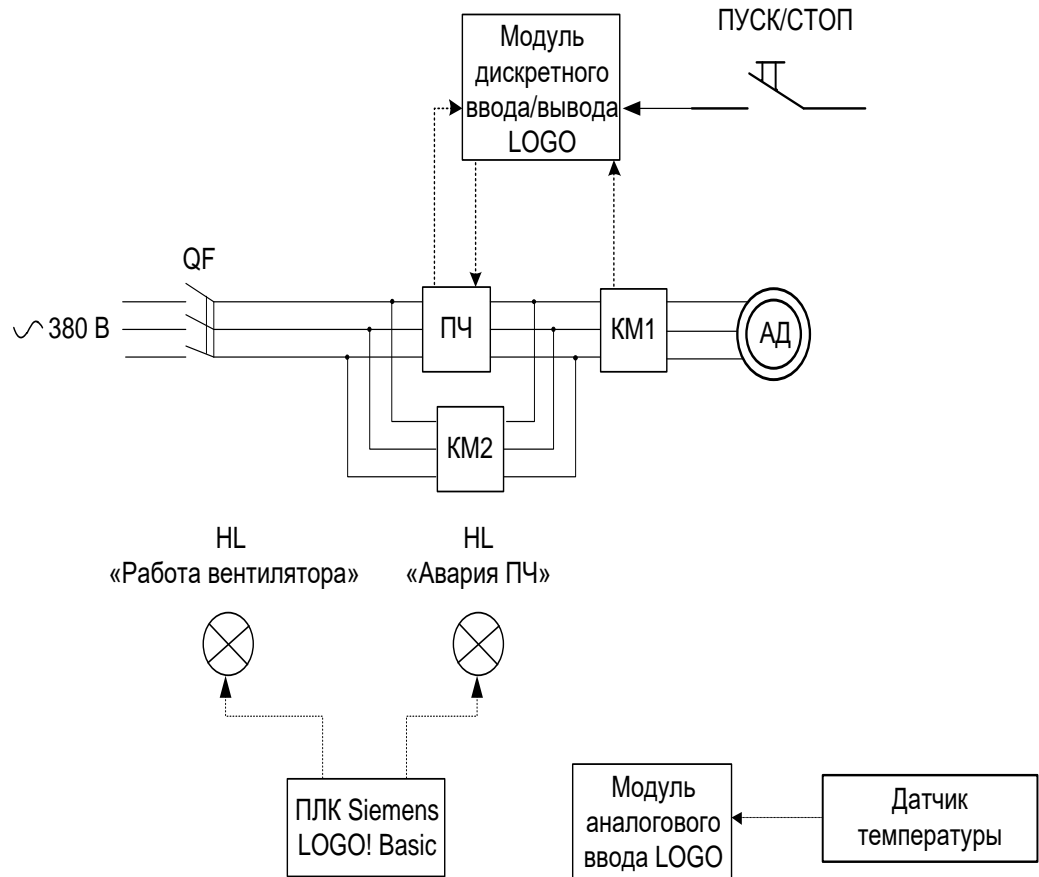 ПУСК/СТОП
Модуль
дискретного
ввода/вывода
LOGO
QF
380 В
ПЧ
КМ1
АД
КМ2
HL
«Работа вентилятора»
HL
«Авария ПЧ»
ПЛК Siemens
LOGO! Basic
Модуль
аналогового
ввода LOGO
Датчик
температуры